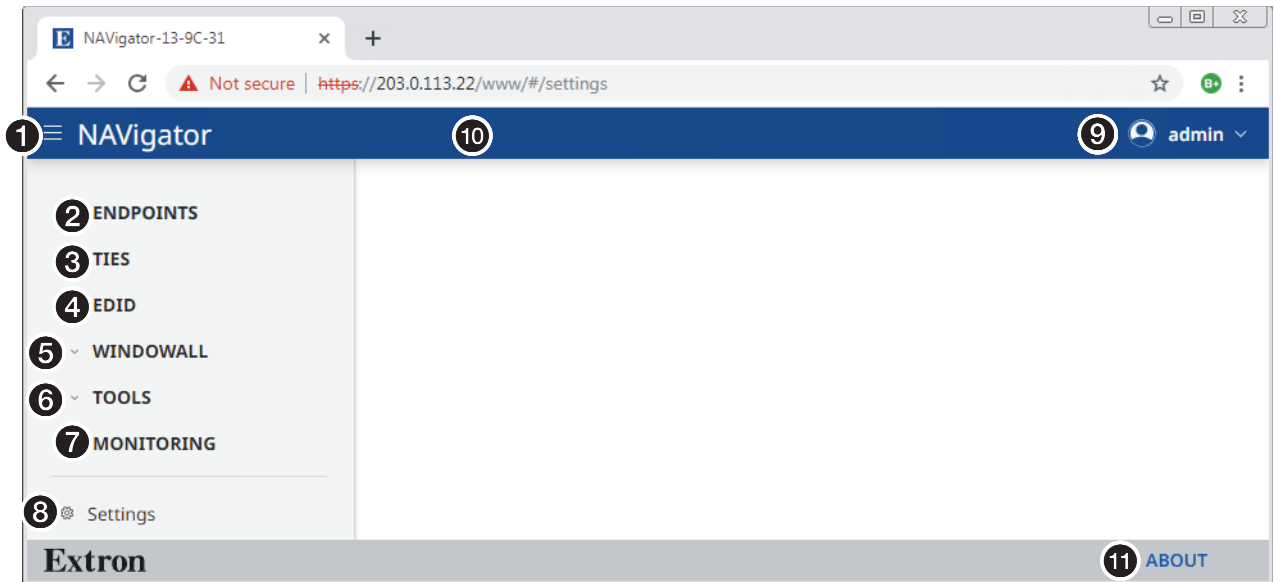 E NAVigator-13-9C-31
Not secure | https://203.0.113.22/www/#/settings
B+
1 NAVigator 10 9 admin
2 ENDPOINTS
3 TIES
4 EDID
5 WINDOWALL
6 TOOLS
7 MONITORING
8 Settings
Extron 11 ABOUT